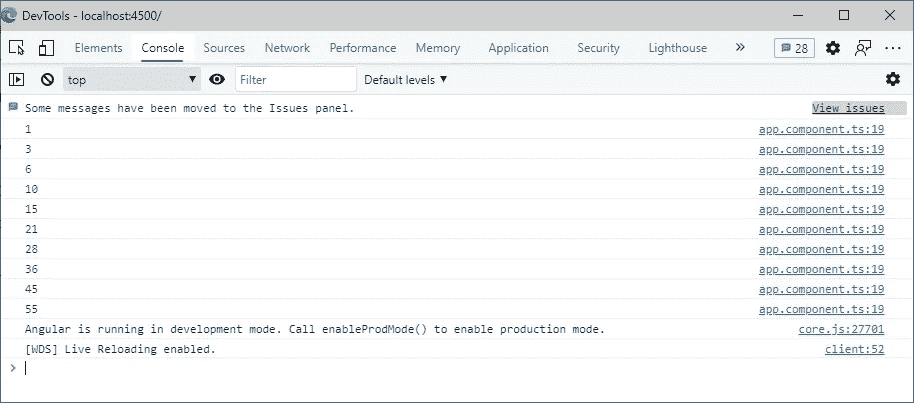 DevTools - localhost:4500/
Elements Console Sources Network Performance Memory Application Security Lighthouse » 28
top Filter Default levels
Some messages have been moved to the Issues panel. View issues
1 app.component.ts:19
3 app.component.ts:19
6 app.component.ts:19
10 app.component.ts:19
15 app.component.ts:19
21 app.component.ts:19
28 app.component.ts:19
36 app.component.ts:19
45 app.component.ts:19
55 app.component.ts:19
Angular is running in development mode. Call enableProdMode() to enable production mode. core.js:27701
[WDS] Live Reloading enabled. client:52
>